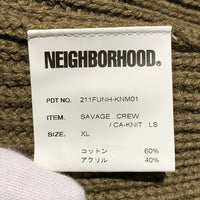 NEIGHBORHOOD®
PDT NO. 211FUNH-KNM01
ITEM. SAVAGE CREW
/CA-KNIT . LS
SIZE. XL
コットン 60%
アクリル 40%